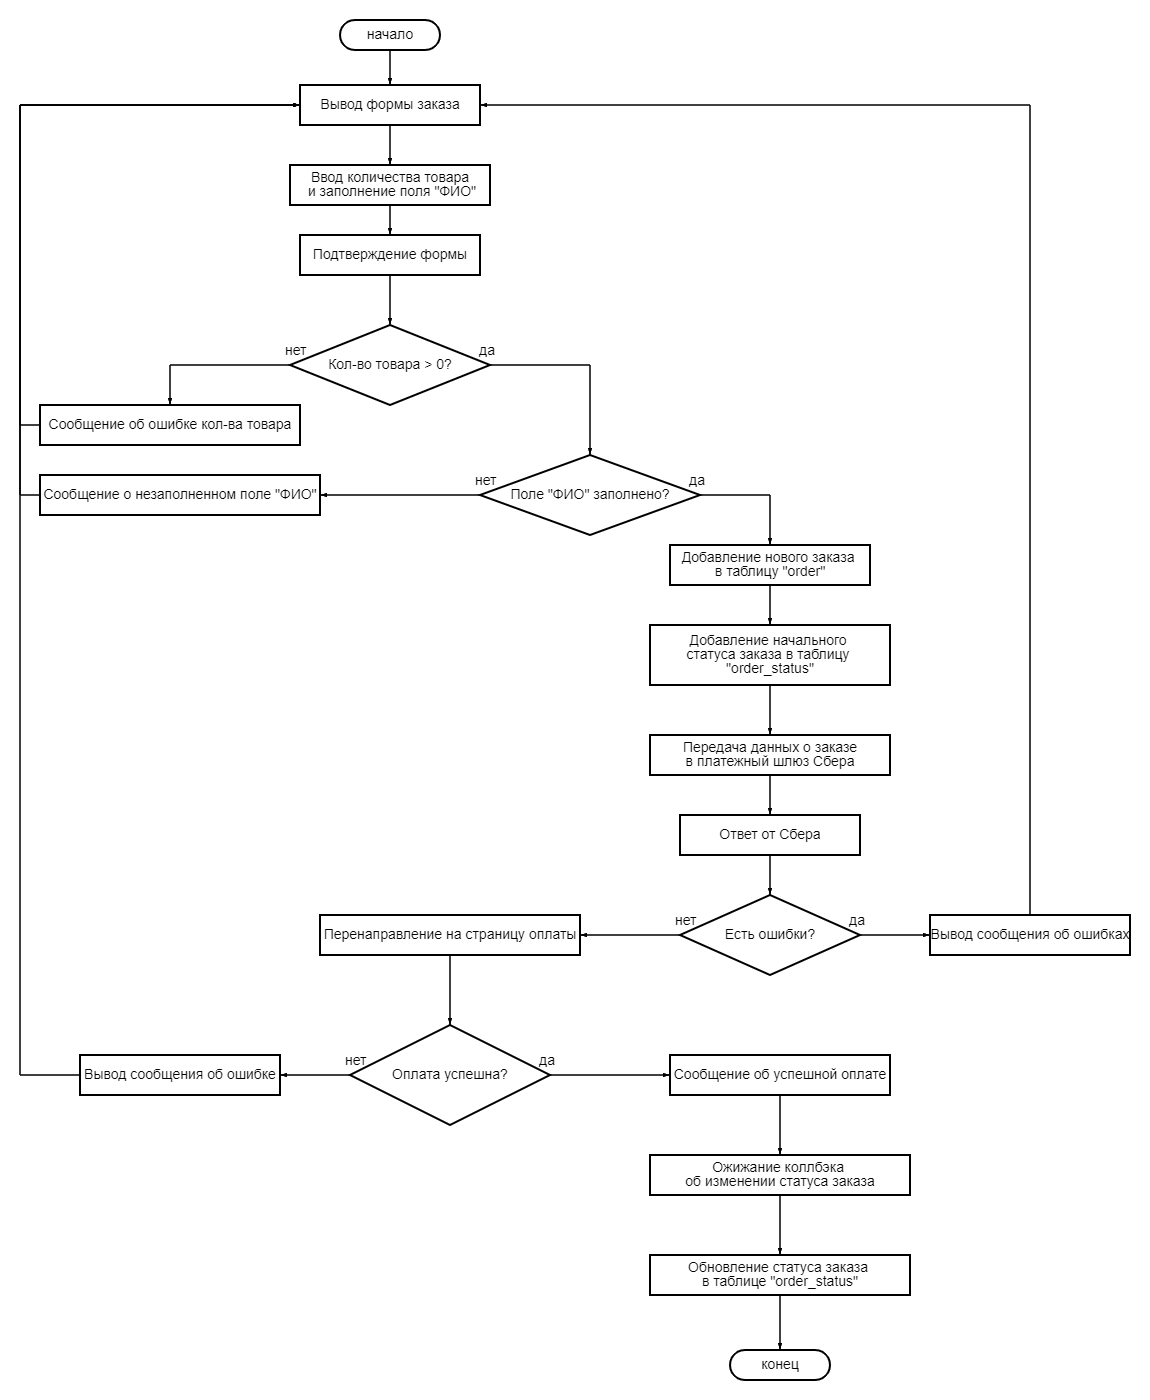 начало
Вывод формы заказа
Ввод количества товара
и заполнение поля "ФИО"
Подтверждение формы
нет
да
Кол-во товара > 0?
Сообщение об ошибке кол-ва товара
нет
да
Сообщение о незаполненном поле "ФИО"
Поле "ФИО" заполнено?
Добавление нового заказа
в таблицу "order"
Добавление начального
статуса заказа в таблицу
"order_status"
Передача данных о заказе
в платежный шлюз Сбера
Ответ от Сбера
нет
да
Перенаправление на страницу оплаты
Есть ошибки?
Вывод сообщения об ошибках
нет
да
Вывод сообщения об ошибке
Оплата успешна?
Сообщение об успешной оплате
Ожижание коллбэка
об изменении статуса заказа
Обновление статуса заказа
в таблице "order_status"
конец